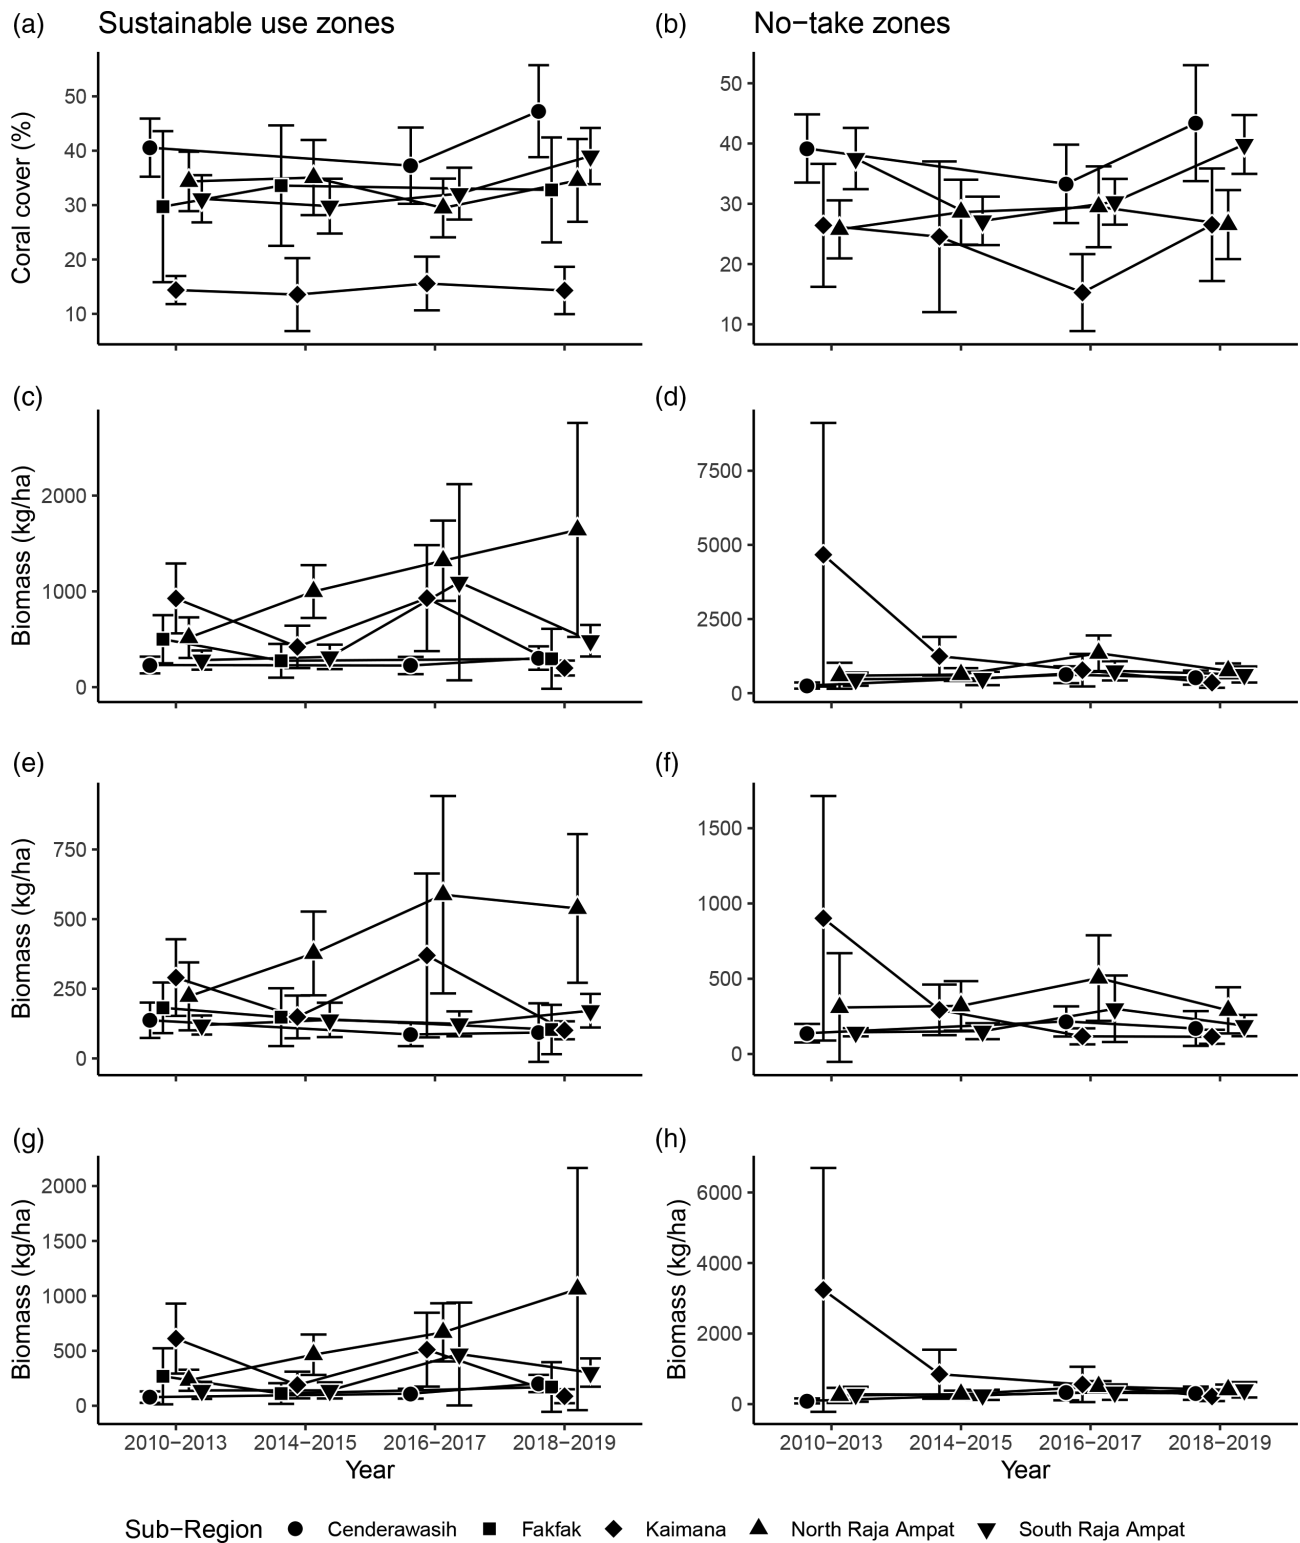 (a) Sustainable use zones
(b) No−take zones
Coral cover (%)
50
40
30
20
10
50
40
30
20
10
(c)
(d)
Biomass (kg/ha)
2000
1000
0
7500
5000
2500
0
(e)
(f)
Biomass (kg/ha)
750
500
250
0
1500
1000
500
0
(g)
(h)
Biomass (kg/ha)
2000
1500
1000
500
0
Biomass (kg/ha)
6000
4000
2000
0
2010−2013 2014−2015 2016−2017 2018−2019
2010−2013 2014−2015 2016−2017 2018−2019
Year
Year
Sub−Region Cenderawasih Fakfak Kaimana North Raja Ampat South Raja Ampat